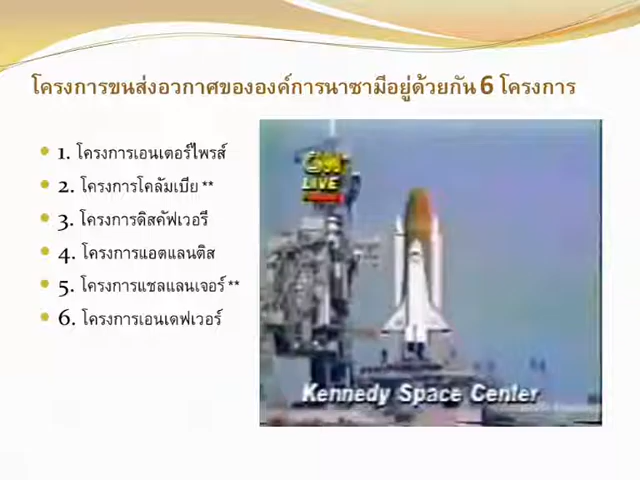 โครงการขนส่งอวกาศขององค์การนาซามีอยู่ด้วยกัน 6 โครงการ
1. โครงการเอนเตอร์ไพรส์
2. โครงการโคลัมเบีย **
3. โครงการดิสคัฟเวอรี
4. โครงการแอตแลนติส
5. โครงการแชลแลนเจอร์ **
6. โครงการเอนเดฟเวอร์
CNN
LIVE
Kennedy Space Center